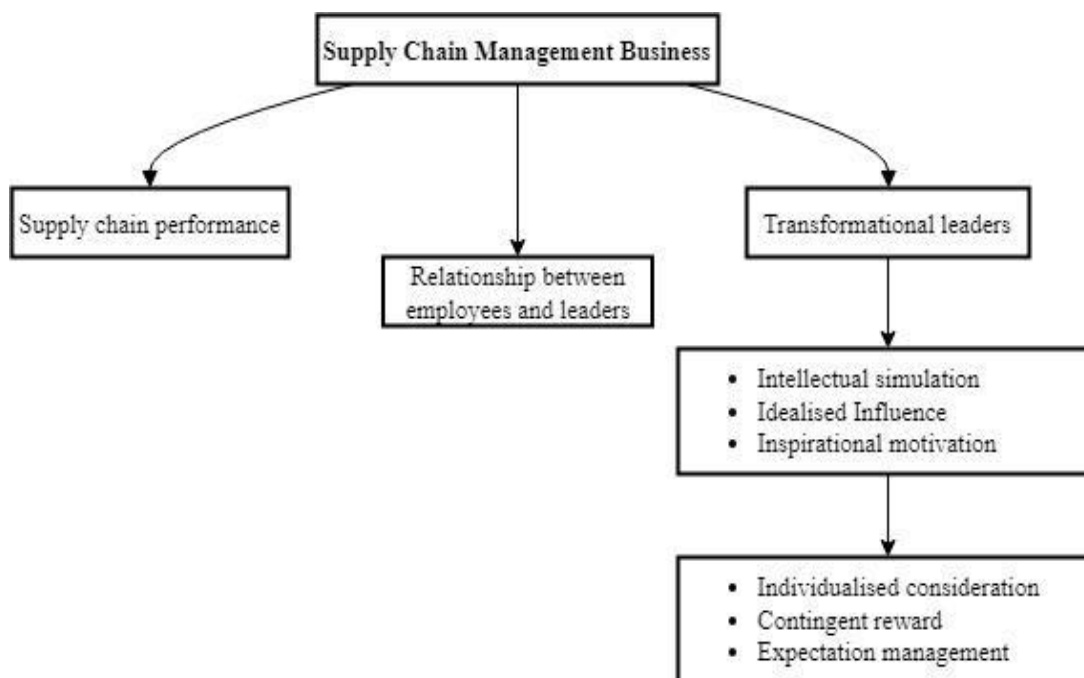 Supply Chain Management Business
Supply chain performance
Relationship between
employees and leaders
Transformational leaders
• Intellectual simulation
• Idealised Influence
• Inspirational motivation
• Individualised consideration
• Contingent reward
• Expectation management